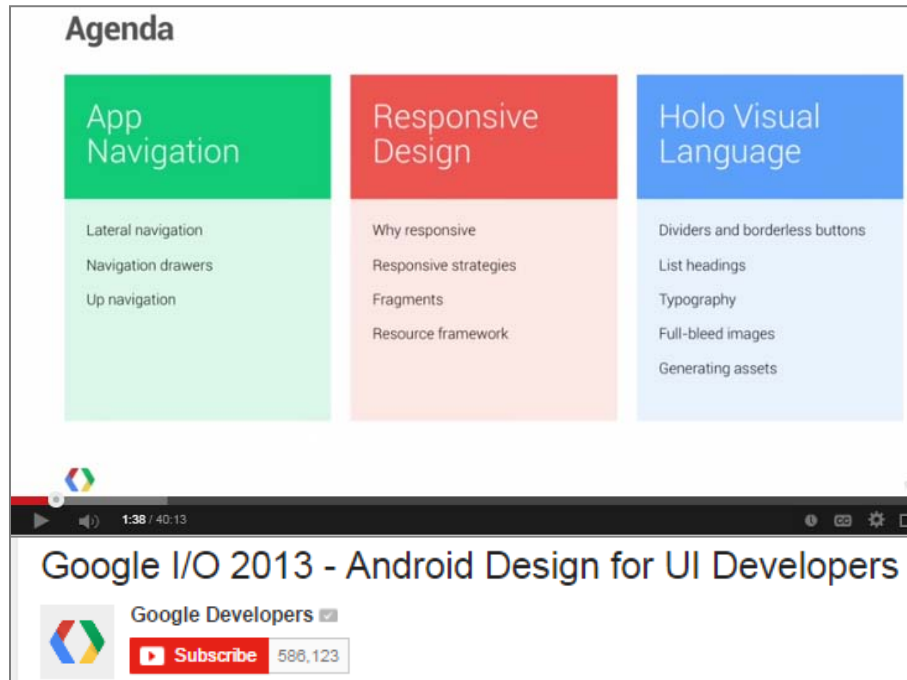 Agenda
App
Navigation
Lateral navigation
Navigation drawers
Up navigation
Responsive
Design
Why responsive
Responsive strategies
Fragments
Resource framework
Holo Visual
Language
Dividers and borderless buttons
List headings
Typography
Full-bleed images
Generating assets
1:38 / 40:13
CC
Google I/O 2013 - Android Design for UI Developers
Google Developers
Subscribe 586,123